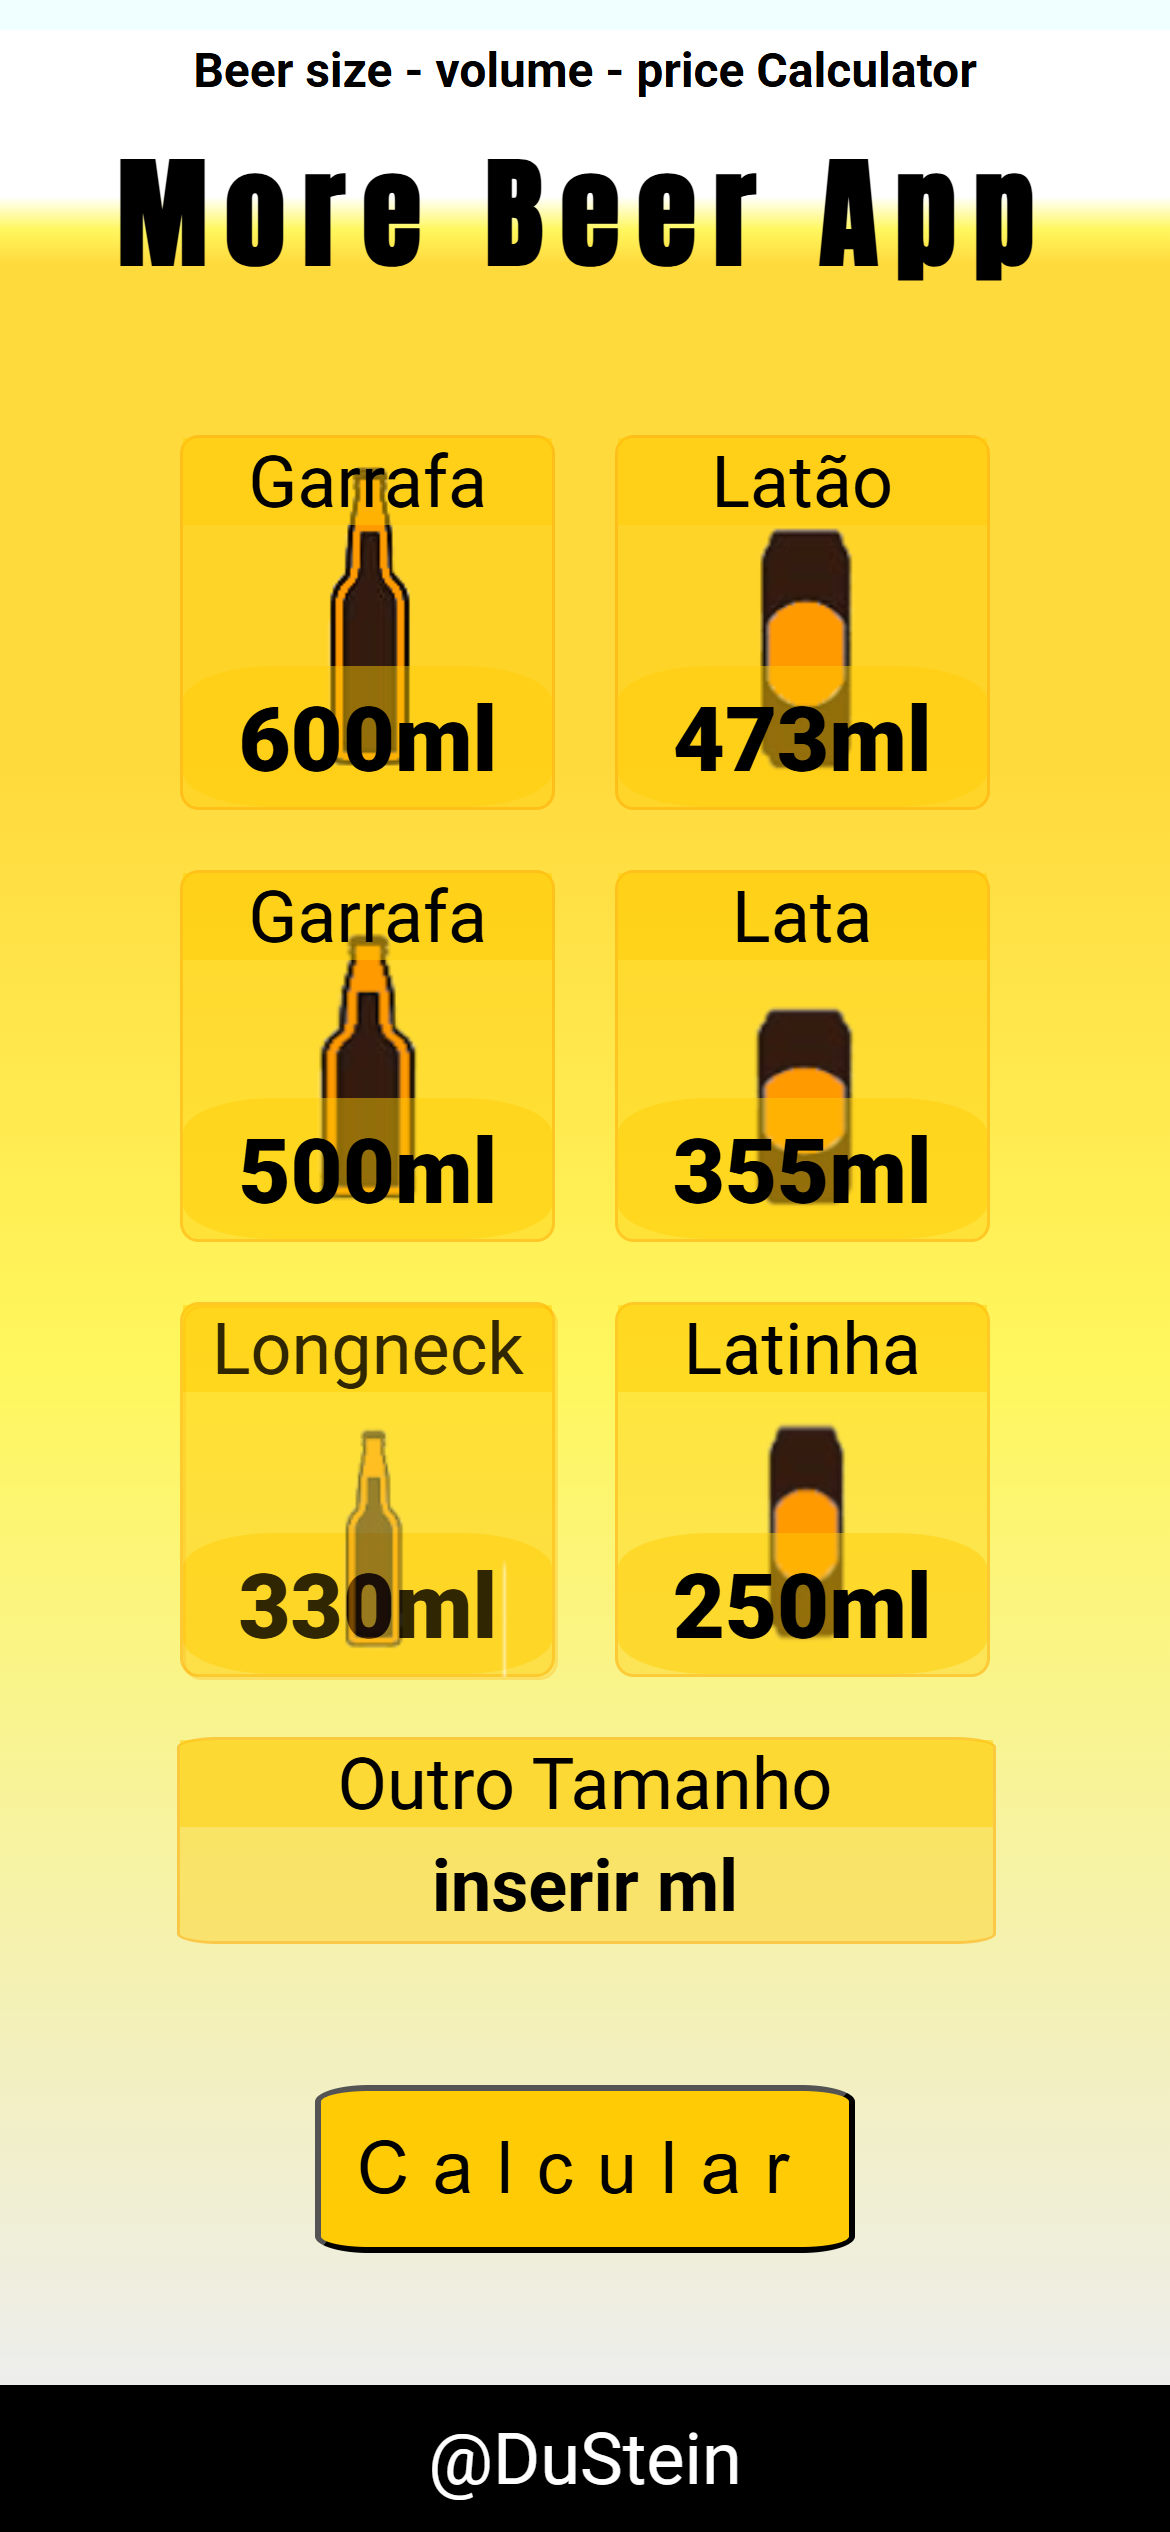 Beer size - volume - price Calculator
More Beer App
Garrafa
600ml
Latão
473ml
Garrafa
500ml
Lata
355ml
Longneck
330ml
Latinha
250ml
Outro Tamanho
inserir ml
Calcular
@DuStein